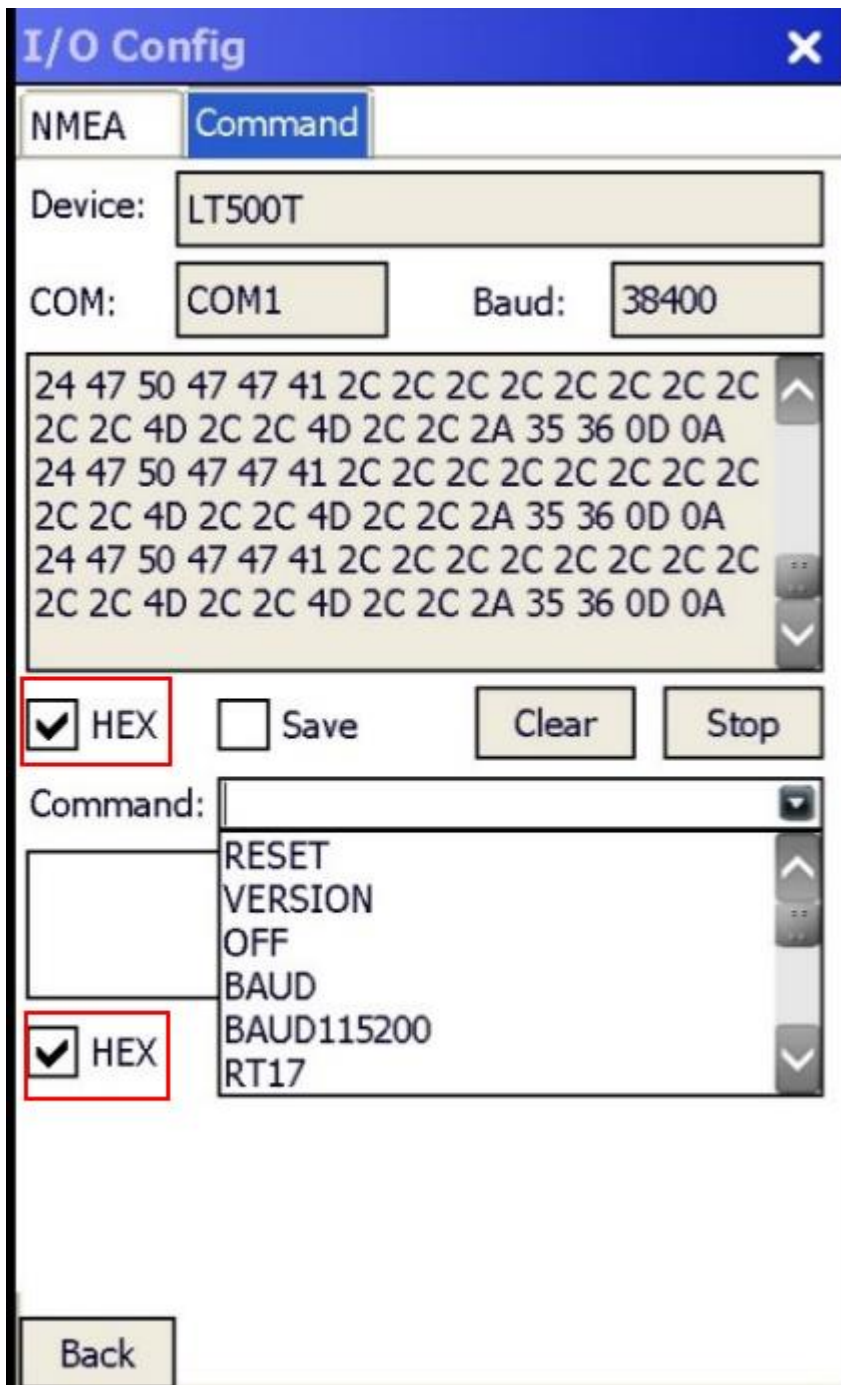 I/O Config
NMEA Command
Device: LT500T
COM: COM1 Baud: 38400
24 47 50 47 47 41 2C 2C 2C 2C 2C 2C 2C 2C
2C 2C 4D 2C 2C 4D 2C 2C 2A 35 36 0D 0A
24 47 50 47 47 41 2C 2C 2C 2C 2C 2C 2C 2C
2C 2C 4D 2C 2C 4D 2C 2C 2A 35 36 0D 0A
24 47 50 47 47 41 2C 2C 2C 2C 2C 2C 2C 2C
2C 2C 4D 2C 2C 4D 2C 2C 2A 35 36 0D 0A
HEX Save Clear Stop
Command:
RESET
VERSION
OFF
BAUD
BAUD115200
HEX
RT17
Back